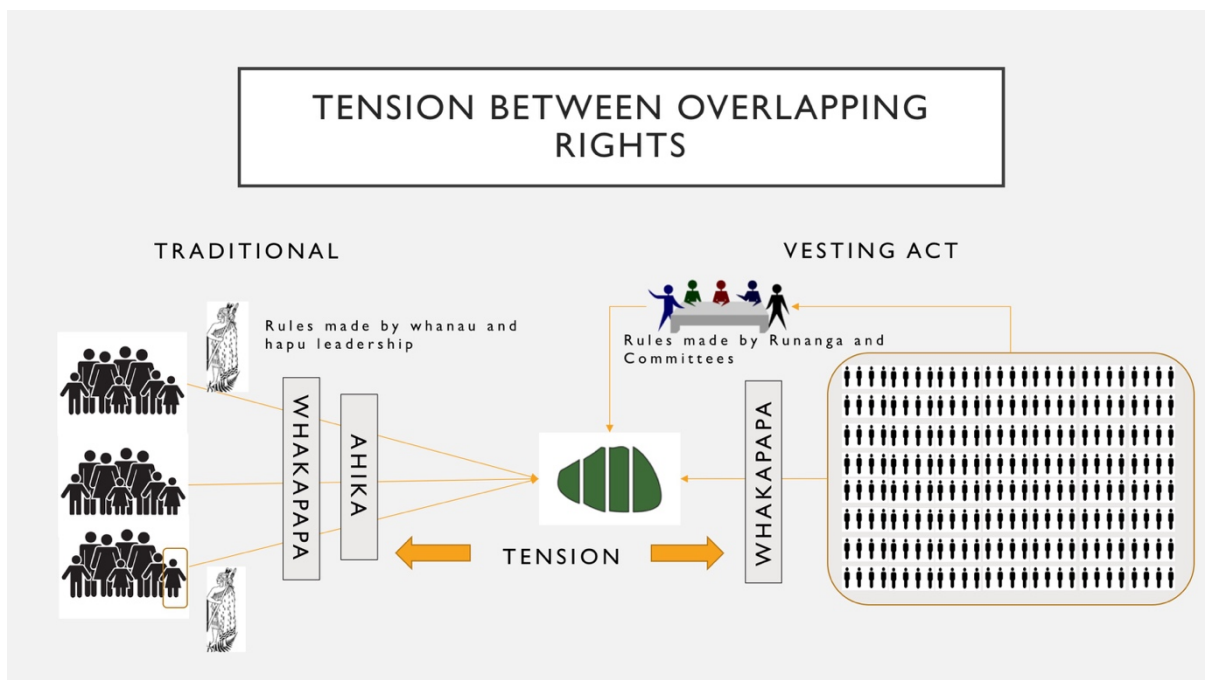 TENSION BETWEEN OVERLAPPING
RIGHTS
TRADITIONAL
VESTING ACT
Rules made by whanau and
hapu leadership
Rules made by Runanga and
Committees
WHAKAPAPA
AHIKA
WHAKAPAPA
TENSION